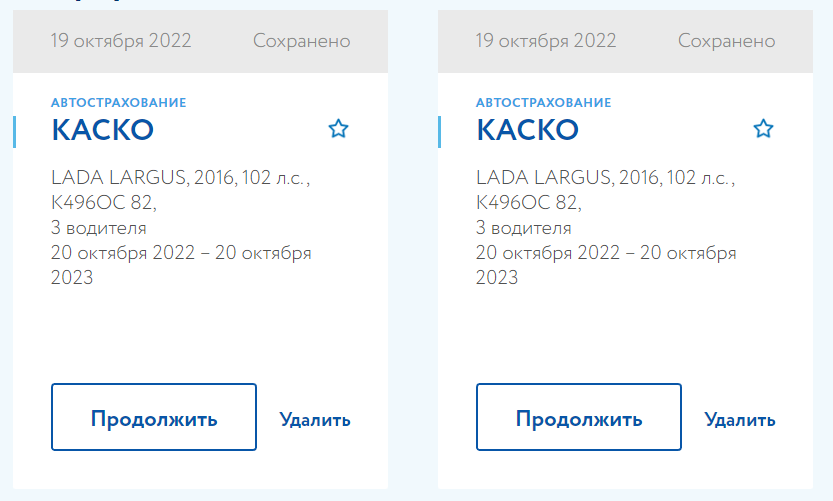 19 октября 2022 Сохранено
АВТОСТРАХОВАНИЕ
КАСКО
LADA LARGUS, 2016, 102 л.с.,
К496ОС 82,
3 водителя
20 октября 2022 – 20 октября
2023
Продолжить Удалить
19 октября 2022 Сохранено
АВТОСТРАХОВАНИЕ
КАСКО
LADA LARGUS, 2016, 102 л.с.,
К496ОС 82,
3 водителя
20 октября 2022 – 20 октября
2023
Продолжить Удалить